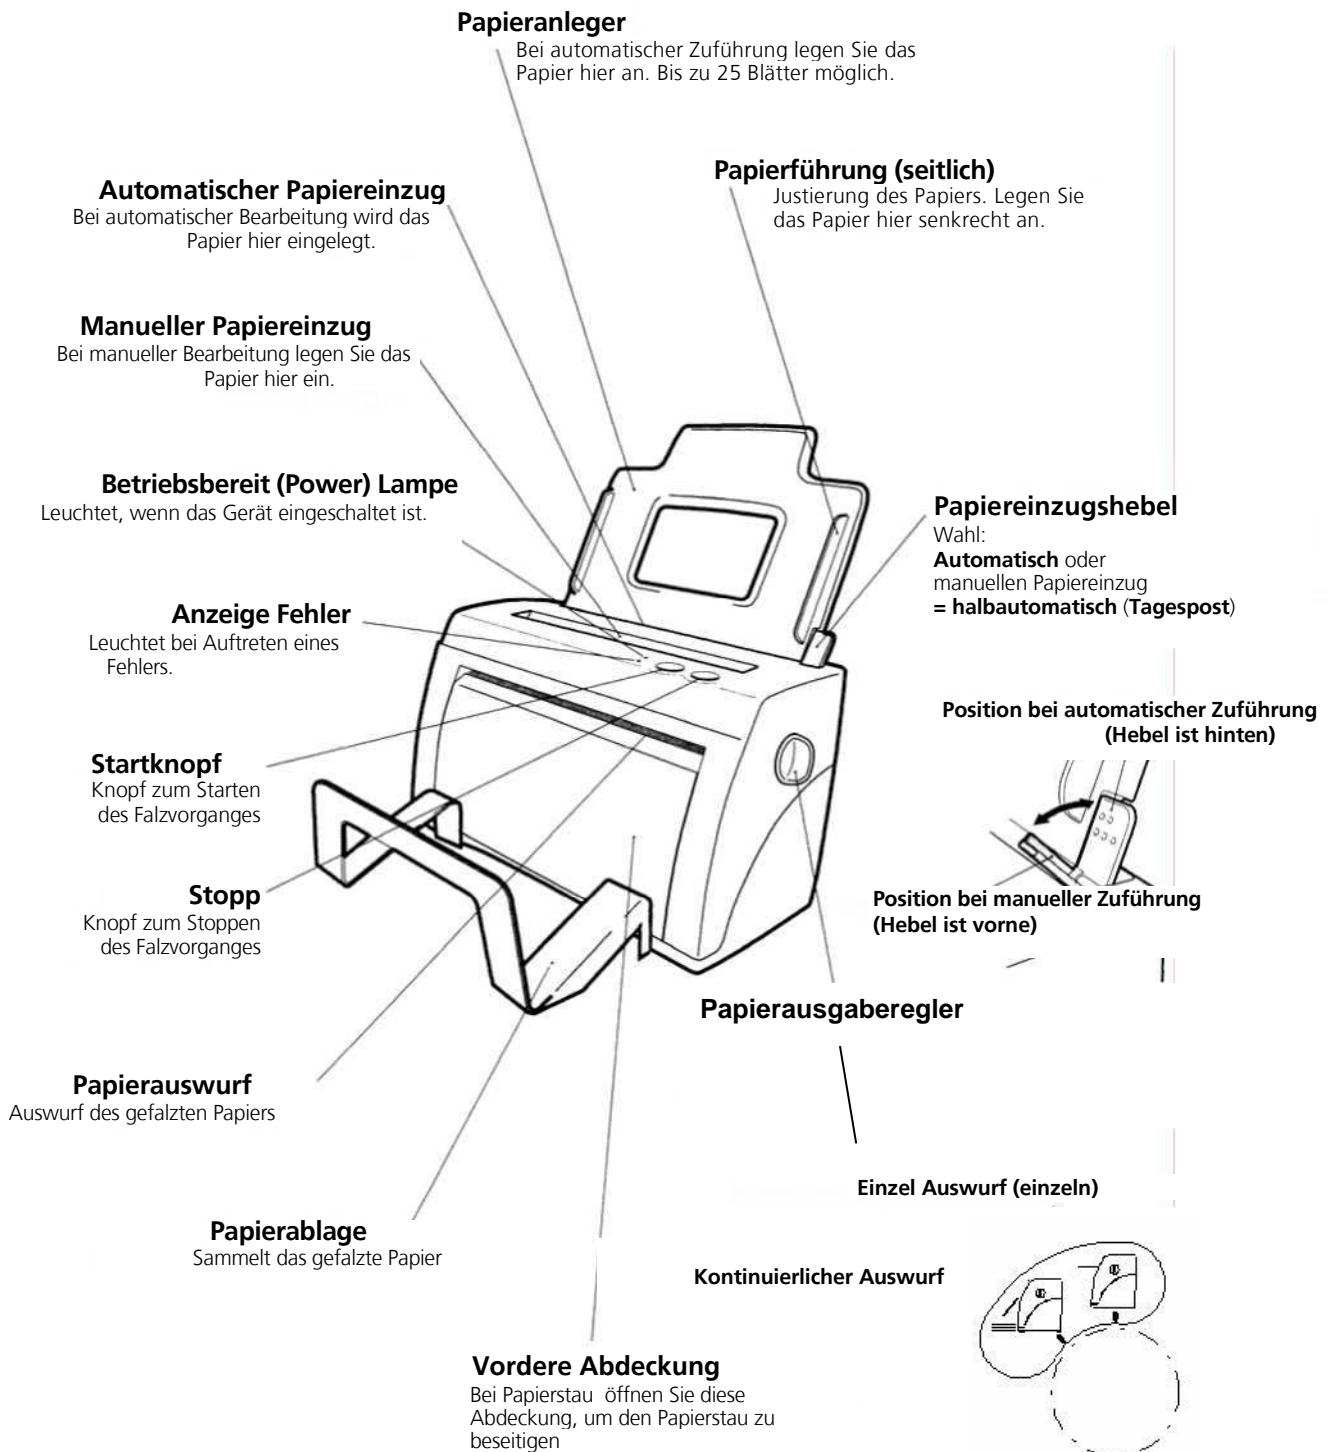 Papieranleger
Bei automatischer Zuführung legen Sie das
Papier hier an. Bis zu 25 Blätter möglich.
Papierführung (seitlich)
Justierung des Papiers. Legen Sie
das Papier hier senkrecht an.
Automatischer Papiereinzug
Bei automatischer Bearbeitung wird das
Papier hier eingelegt.
Manueller Papiereinzug
Bei manueller Bearbeitung legen Sie das
Papier hier ein.
Betriebsbereit (Power) Lampe
Leuchtet, wenn das Gerät eingeschaltet ist.
Papiereinzugshebel
Wahl:
Automatisch oder
manuellen Papiereinzug
= halbautomatisch (Tagespost)
Anzeige Fehler
Leuchtet bei Auftreten eines
Fehlers.
Position bei automatischer Zuführung
(Hebel ist hinten)
Startknopf
Knopf zum Starten
des Falzvorganges
Position bei manueller Zuführung
(Hebel ist vorne)
Stopp
Knopf zum Stoppen
des Falzvorganges
Papierausgaberegler
Papierauswurf
Auswurf des gefalzten Papiers
Einzel Auswurf (einzeln)
Papierablage
Sammelt das gefalzte Papier
Kontinuierlicher Auswurf
Vordere Abdeckung
Bei Papierstau öffnen Sie diese
Abdeckung, um den Papierstau zu
beseitigen